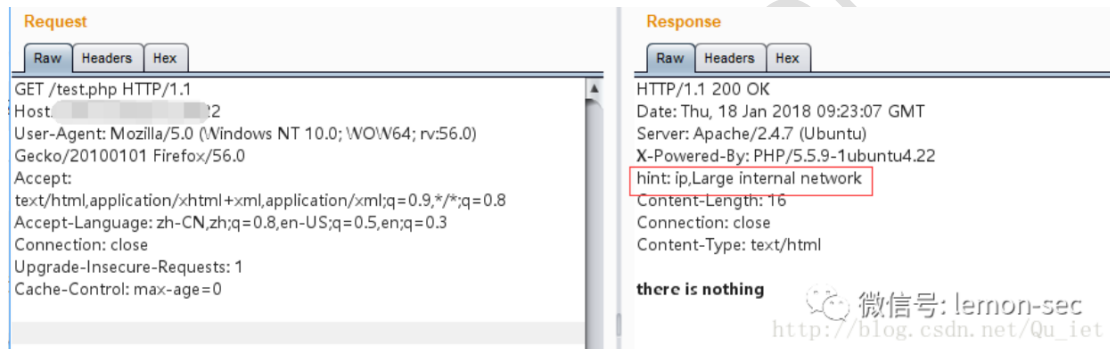 Request
Raw Headers Hex
GET /test.php HTTP/1.1
Host: 22
User-Agent: Mozilla/5.0 (Windows NT 10.0; WOW64; rv:56.0)
Gecko/20100101 Firefox/56.0
Accept:
text/html,application/xhtml+xml,application/xml;q=0.9,*/*;q=0.8
Accept-Language: zh-CN,zh;q=0.8,en-US;q=0.5,en;q=0.3
Connection: close
Upgrade-Insecure-Requests: 1
Cache-Control: max-age=0
Response
Raw Headers Hex
HTTP/1.1 200 OK
Date: Thu, 18 Jan 2018 09:23:07 GMT
Server: Apache/2.4.7 (Ubuntu)
X-Powered-By: PHP/5.5.9-1ubuntu4.22
hint: ip,Large internal network
Content-Length: 16
Connection: close
Content-Type: text/html
there is nothing
微信号: lemon-sec
http://blog.csdn.net/Qu_iet